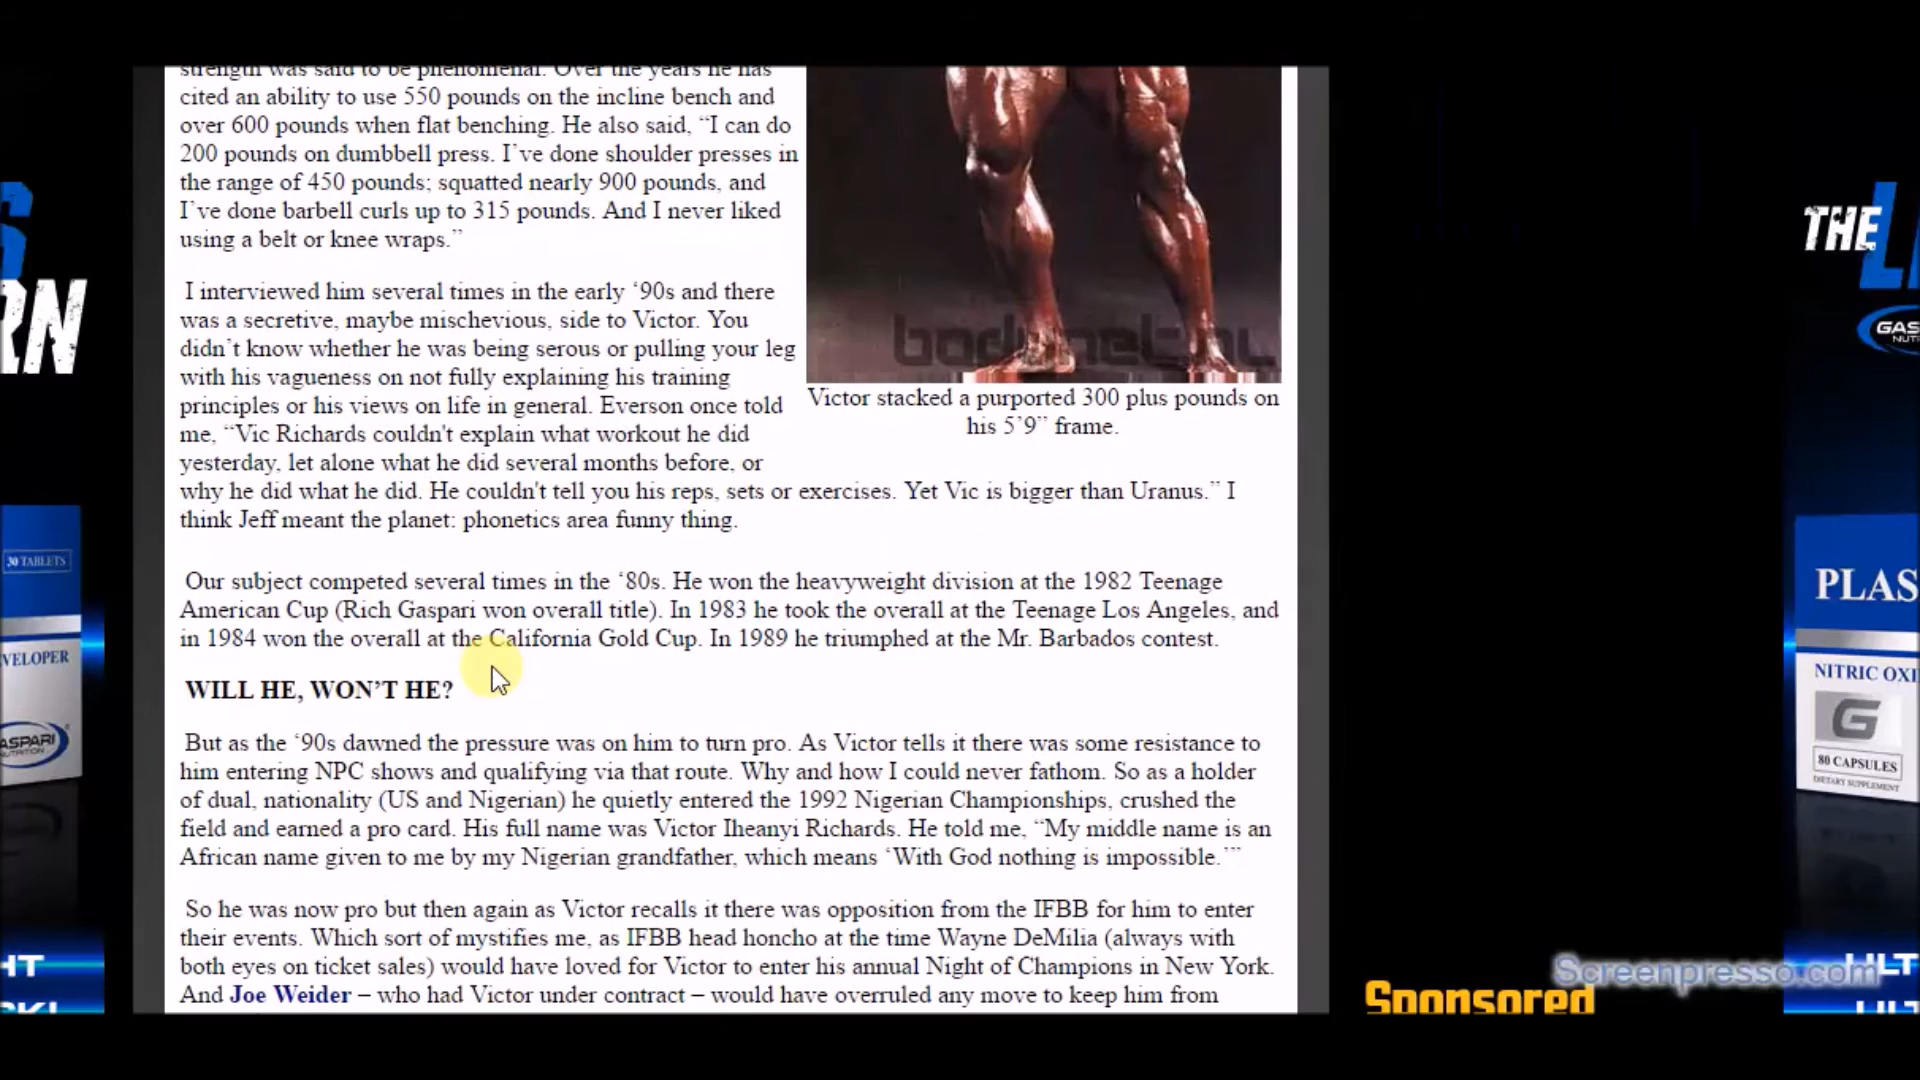 strength was said to be phenomenal. Over the years he has
cited an ability to use 550 pounds on the incline bench and
over 600 pounds when flat benching. He also said, “I can do
200 pounds on dumbbell press. I’ve done shoulder presses in
the range of 450 pounds; squatted nearly 900 pounds, and
I’ve done barbell curls up to 315 pounds. And I never liked
using a belt or knee wraps.”
I interviewed him several times in the early ‘90s and there
was a secretive, maybe mischevious, side to Victor. You
didn’t know whether he was being serous or pulling your leg
with his vagueness on not fully explaining his training
principles or his views on life in general. Everson once told
me, “Vic Richards couldn't explain what workout he did
yesterday, let alone what he did several months before, or
why he did what he did. He couldn't tell you his reps, sets or exercises. Yet Vic is bigger than Uranus.” I
think Jeff meant the planet: phonetics area funny thing.
bodynet.nl
Victor stacked a purported 300 plus pounds on
his 5’9” frame.
Our subject competed several times in the ‘80s. He won the heavyweight division at the 1982 Teenage
American Cup (Rich Gaspari won overall title). In 1983 he took the overall at the Teenage Los Angeles, and
in 1984 won the overall at the California Gold Cup. In 1989 he triumphed at the Mr. Barbados contest.
WILL HE, WON’T HE?
But as the ‘90s dawned the pressure was on him to turn pro. As Victor tells it there was some resistance to
him entering NPC shows and qualifying via that route. Why and how I could never fathom. So as a holder
of dual, nationality (US and Nigerian) he quietly entered the 1992 Nigerian Championships, crushed the
field and earned a pro card. His full name was Victor Iheanyi Richards. He told me, “My middle name is an
African name given to me by my Nigerian grandfather, which means ‘With God nothing is impossible.’”
So he was now pro but then again as Victor recalls it there was opposition from the IFBB for him to enter
their events. Which sort of mystifies me, as IFBB head honcho at the time Wayne DeMilia (always with
both eyes on ticket sales) would have loved for Victor to enter his annual Night of Champions in New York.
And Joe Weider – who had Victor under contract – would have overruled any move to keep him from
S
RN
30 TABLETS
VELOPER
ASPARI
HT
THE
GAS
NUT
PLAS
NITRIC OXI
G
80 CAPSULES
DIETARY SUPPLEMENT
Screenpresso.com
ULT
Sponsored